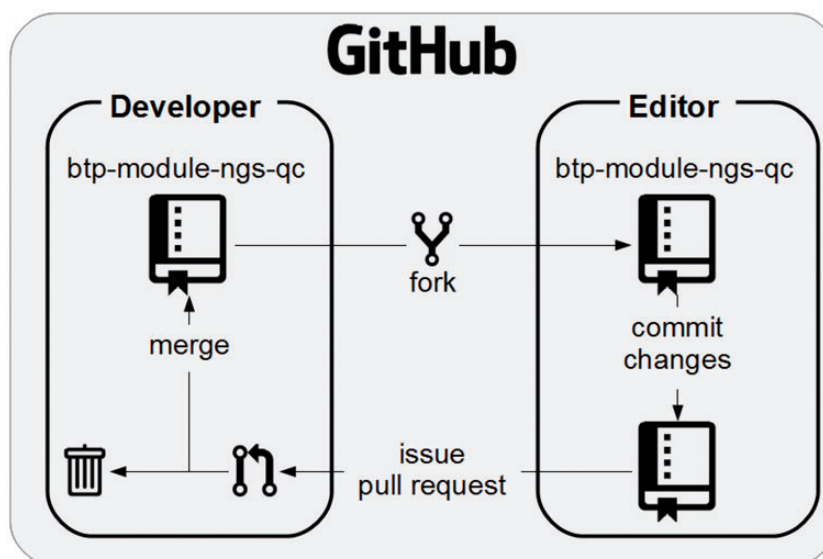 GitHub
Developer
Editor
btp-module-ngs-qc
btp-module-ngs-qc
fork
merge
commit
changes
issue
pull request